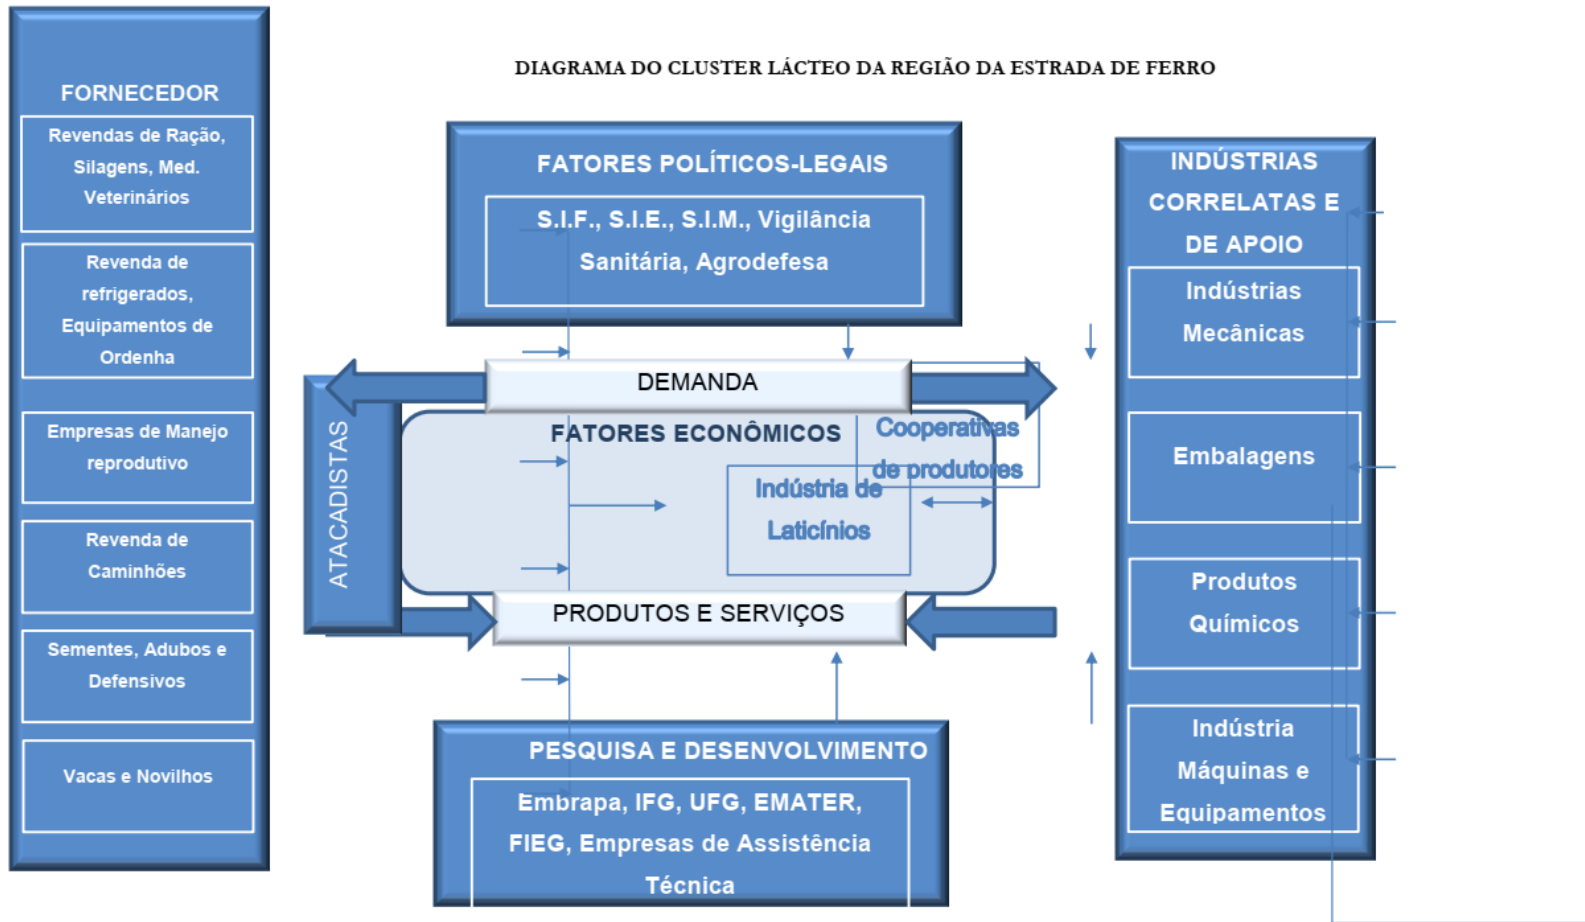 DIAGRAMA DO CLUSTER LÁCTEO DA REGIÃO DA ESTRADA DE FERRO
FORNECEDOR
Revendas de Ração,
Silagens, Med.
Veterinários
Revenda de
refrigerados,
Equipamentos de
Ordenha
Empresas de Manejo
reprodutivo
Revenda de
Caminhões
Sementes, Adubos e
Defensivos
Vacas e Novilhos
ATACADISTAS
FATORES POLÍTICOS-LEGAIS
S.I.F., S.I.E., S.I.M., Vigilância
Sanitária, Agrodefesa
DEMANDA
FATORES ECONÔMICOS
Cooperativas
de produtores
Indústria de
Laticínios
PRODUTOS E SERVIÇOS
PESQUISA E DESENVOLVIMENTO
Embrapa, IFG, UFG, EMATER,
FIEG, Empresas de Assistência
Técnica
INDÚSTRIAS
CORRELATAS E
DE APOIO
Indústrias
Mecânicas
Embalagens
Produtos
Químicos
Indústria
Máquinas e
Equipamentos